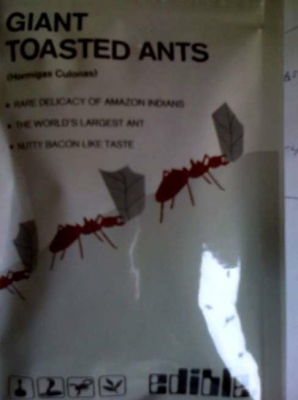 GIANT
TOASTED ANTS
(Hormigas Culonas)
• RARE DELICACY OF AMAZON INDIANS
• THE WORLD'S LARGEST ANT
• NUTTY BACON LIKE TASTE
edible